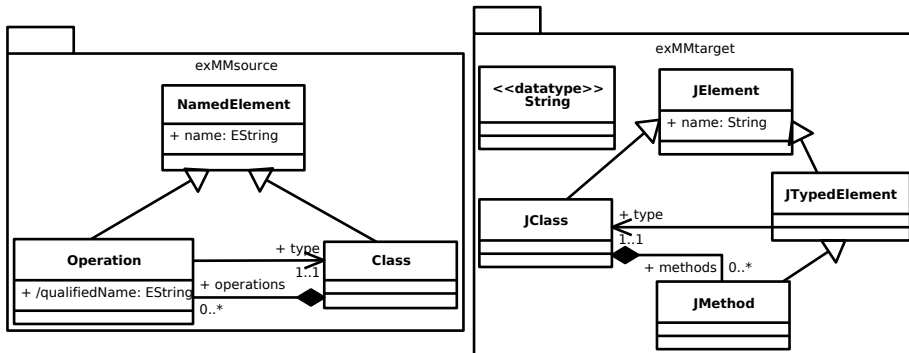 exMMsource
NamedElement
+ name: EString
Operation
+ /qualifiedName: EString
+ type
1..1
+ operations
0..*
Class
exMMtarget
<<datatype>>
String
JElement
+ name: String
JTypedElement
JClass
+ type
1..1
+ methods
0..*
JMethod